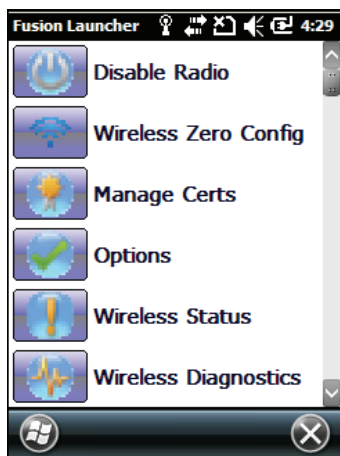 Fusion Launcher 4:29
Disable Radio
Wireless Zero Config
Manage Certs
Options
Wireless Status
Wireless Diagnostics